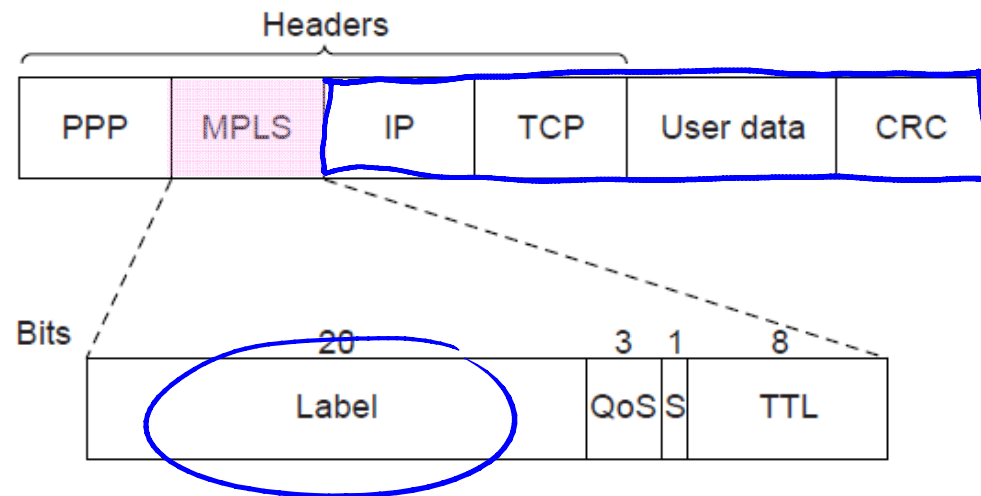 Headers
PPP MPLS IP TCP User data CRC
Bits 20 3 1 8
Label QoS S TTL